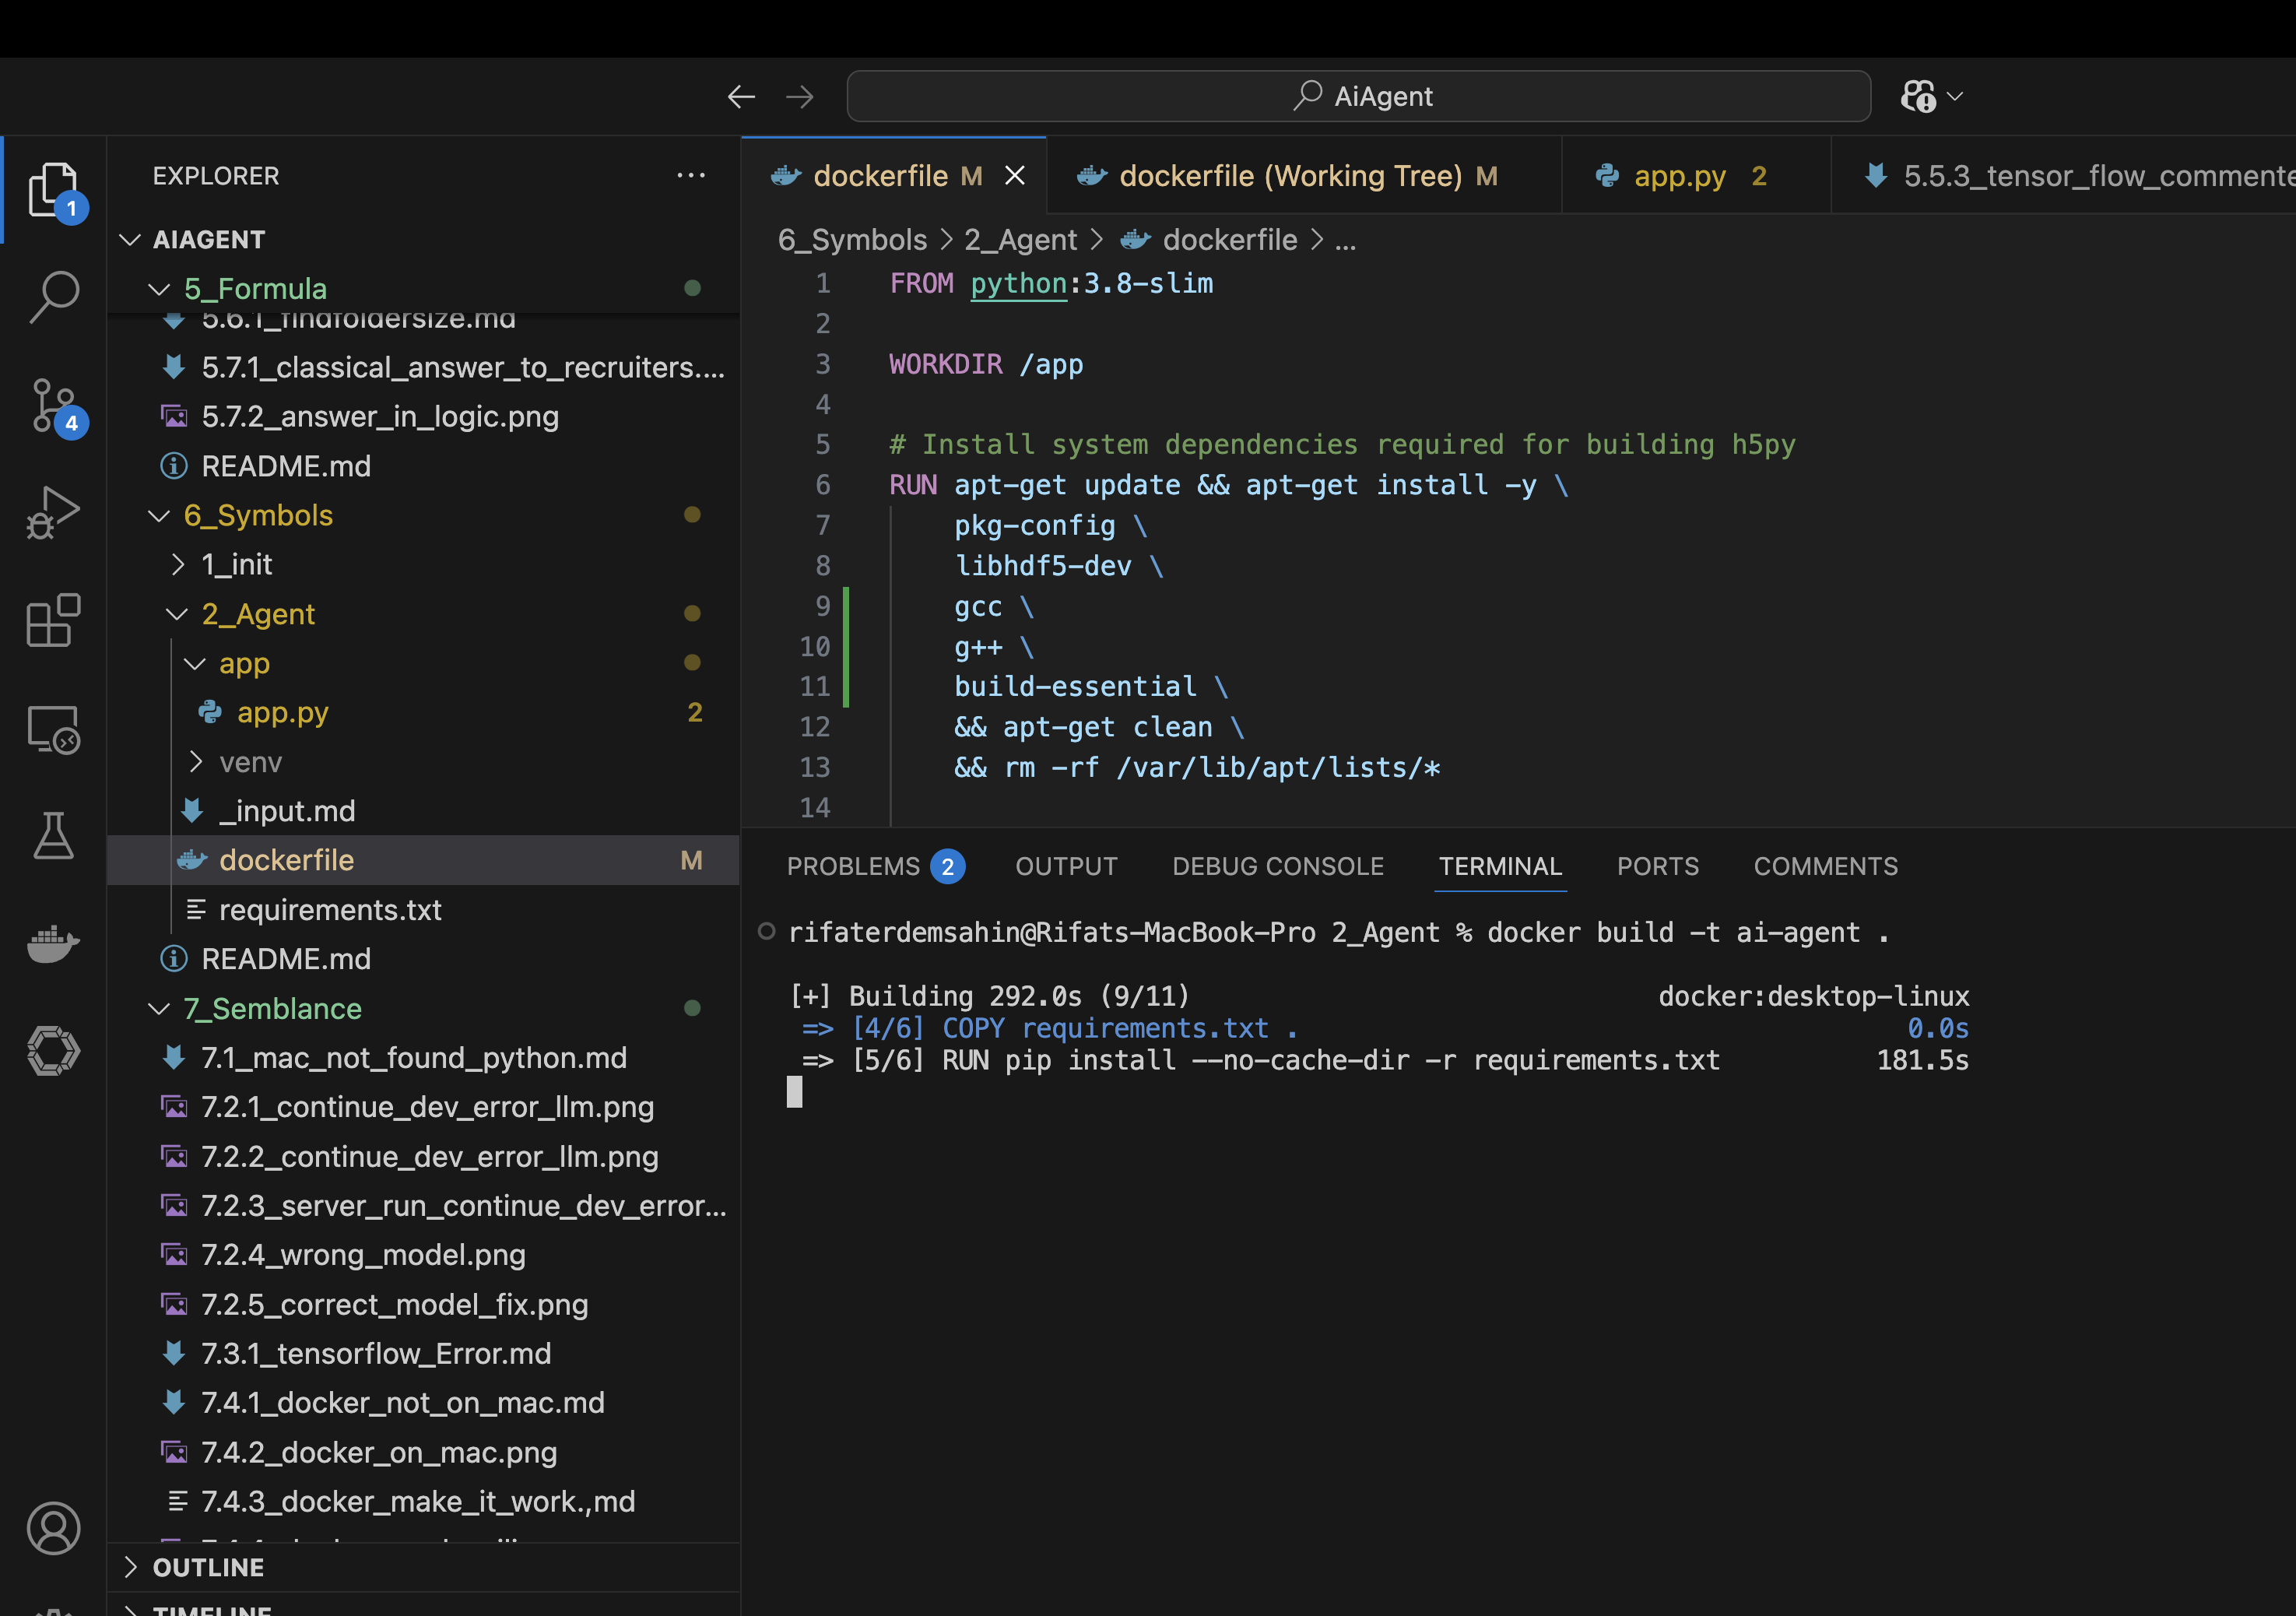 AiAgent
EXPLORER
1
4
AIAGENT
5_Formula
5.6.1_findfoldersize.md
5.7.1_classical_answer_to_recruiters....
5.7.2_answer_in_logic.png
README.md
6_Symbols
1_init
2_Agent
app
app.py 2
venv
_input.md
dockerfile M
requirements.txt
README.md
7_Semblance
7.1_mac_not_found_python.md
7.2.1_continue_dev_error_llm.png
7.2.2_continue_dev_error_llm.png
7.2.3_server_run_continue_dev_error...
7.2.4_wrong_model.png
7.2.5_correct_model_fix.png
7.3.1_tensorflow_Error.md
7.4.1_docker_not_on_mac.md
7.4.2_docker_on_mac.png
7.4.3_docker_make_it_work.,md
OUTLINE
TIMELINE
dockerfile M
dockerfile (Working Tree) M
app.py 2
5.5.3_tensor_flow_commente
6_Symbols > 2_Agent > dockerfile > ...
1 FROM python:3.8-slim
2
3 WORKDIR /app
4
5 # Install system dependencies required for building h5py
6 RUN apt-get update && apt-get install -y \
7 pkg-config \
8 libhdf5-dev \
9 gcc \
10 g++ \
11 build-essential \
12 && apt-get clean \
13 && rm -rf /var/lib/apt/lists/*
14
PROBLEMS 2 OUTPUT DEBUG CONSOLE TERMINAL PORTS COMMENTS
rifaterdemsahin@Rifats-MacBook-Pro 2_Agent % docker build -t ai-agent .
[+] Building 292.0s (9/11) docker:desktop-linux
=> [4/6] COPY requirements.txt . 0.0s
=> [5/6] RUN pip install --no-cache-dir -r requirements.txt 181.5s